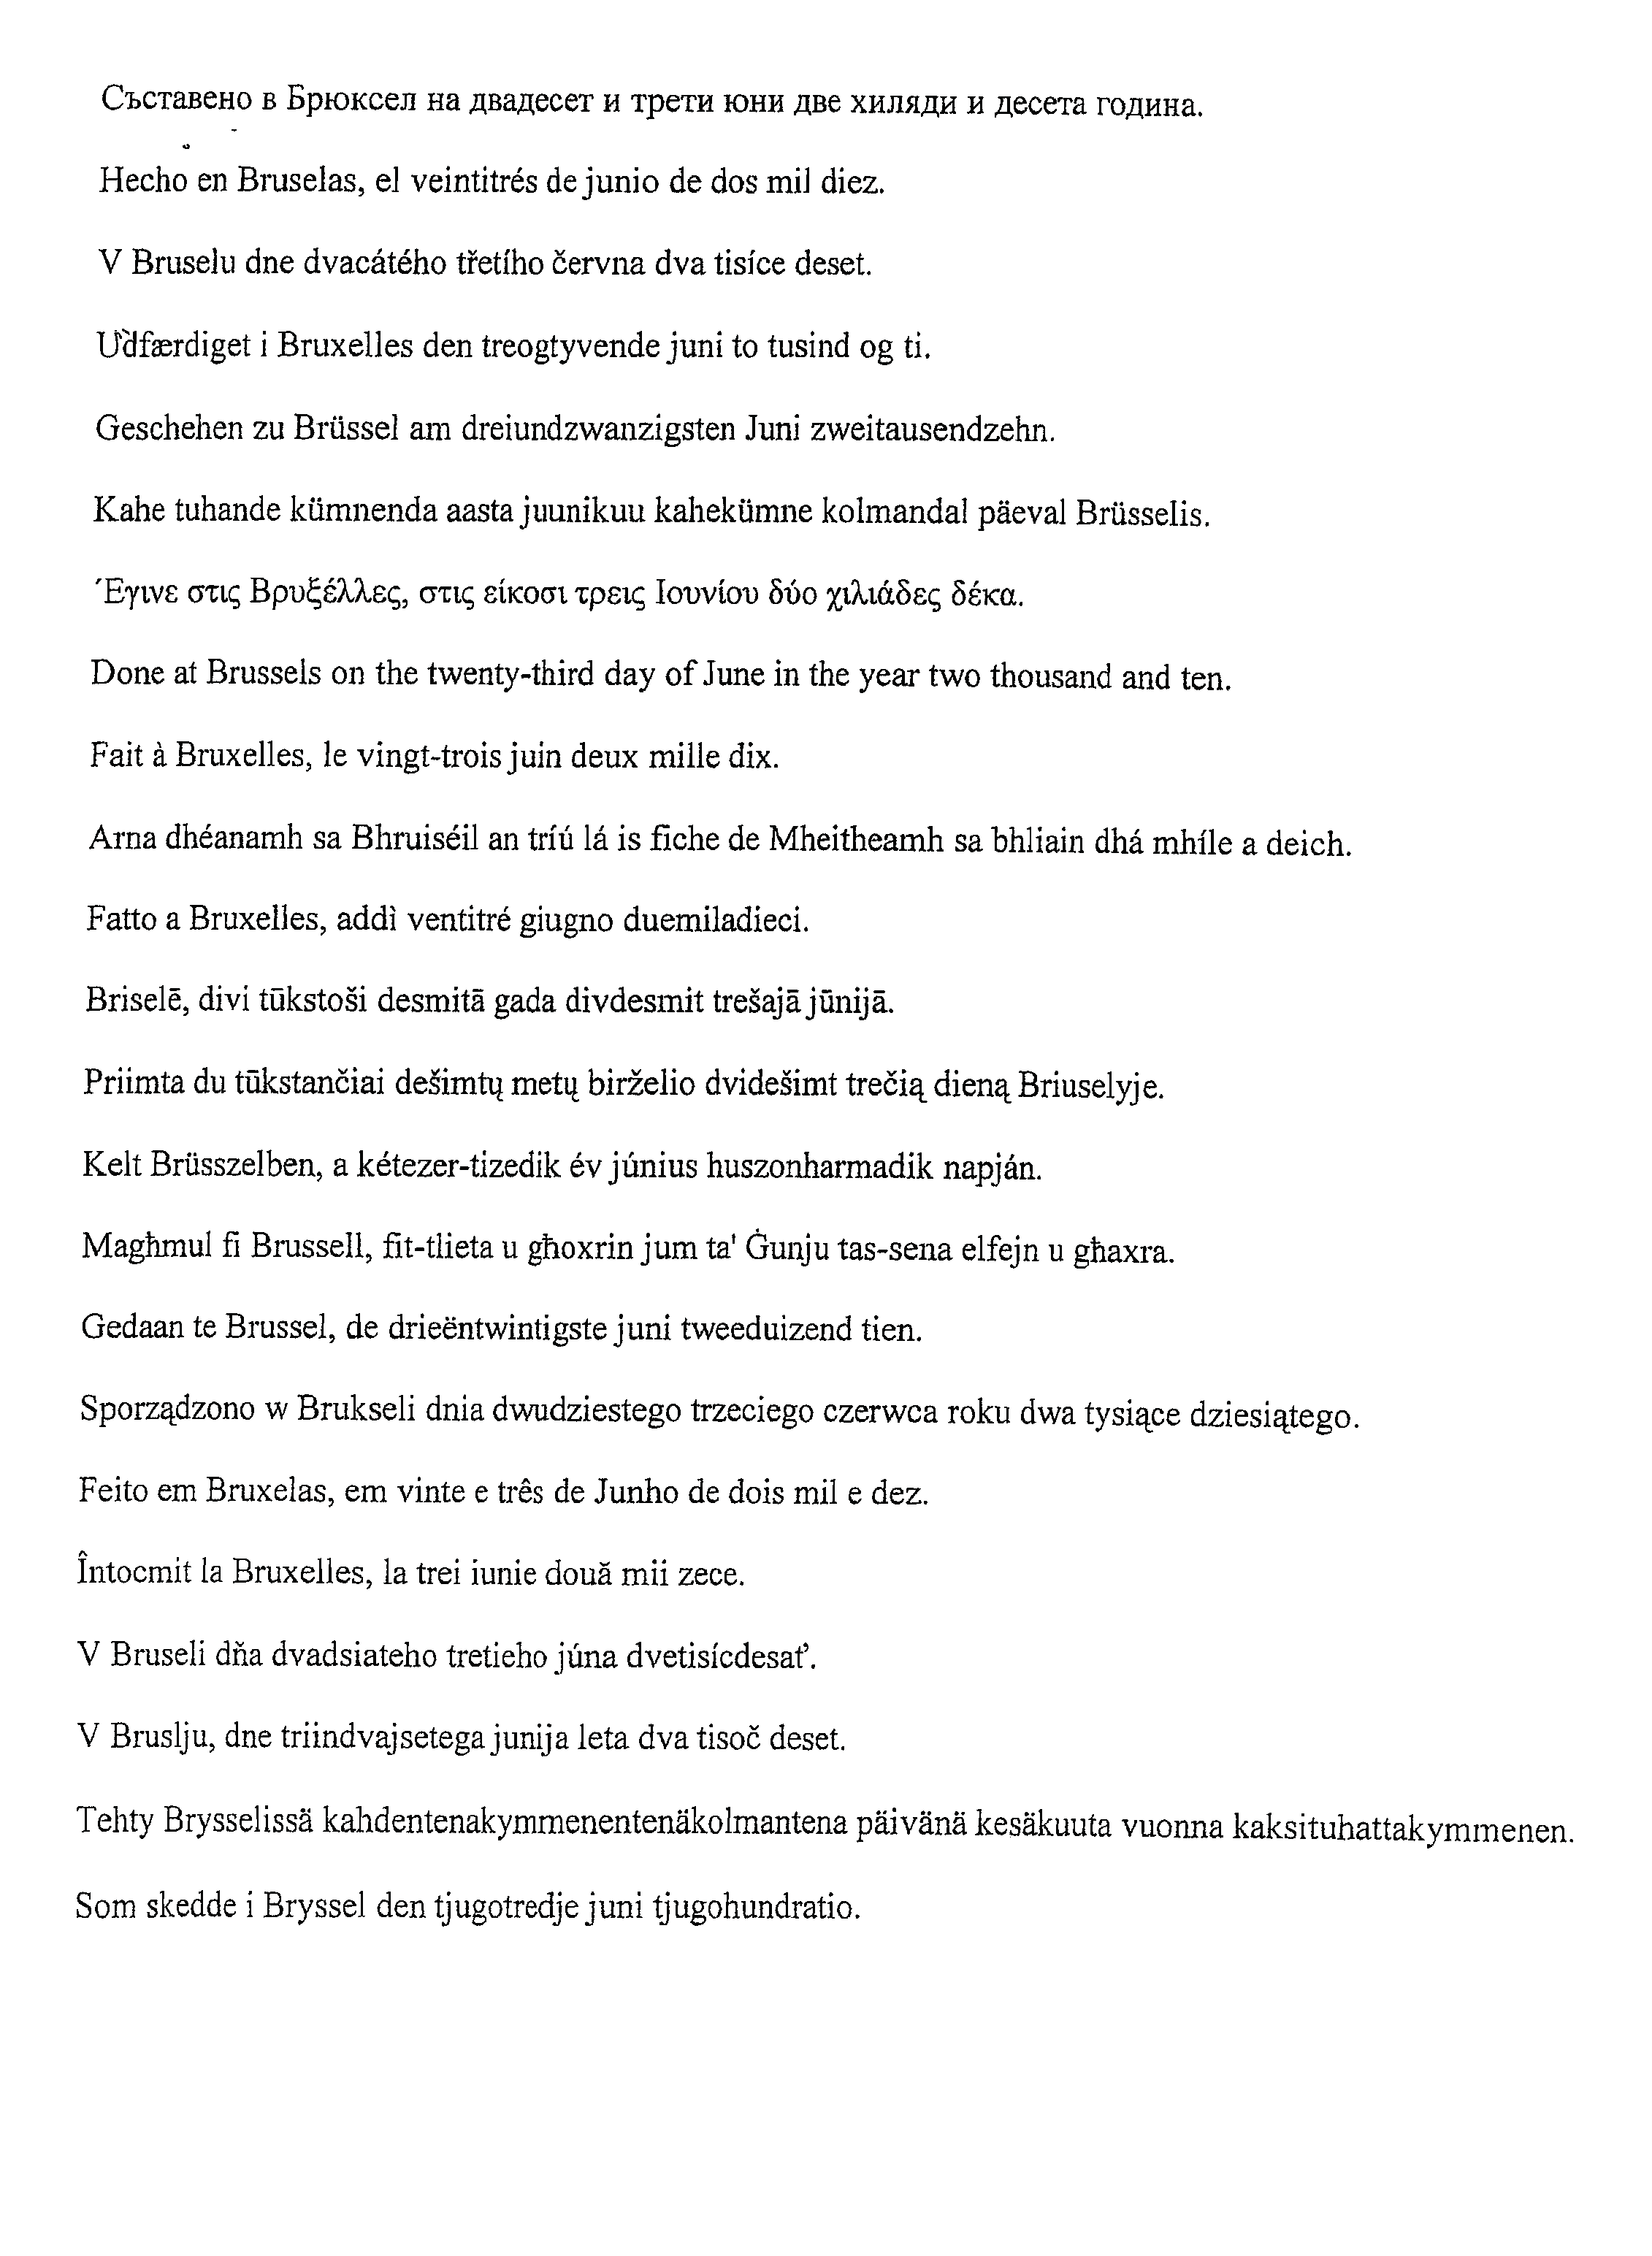 Съставено в Брюксел на двадесет и трети юни две хиляди и десета година.
Hecho en Bruselas, el veintitrés de junio de dos mil diez.
V Bruselu dne dvacátého třetího června dva tisíce deset.
Udfærdiget i Bruxelles den treogtyvende juni to tusind og ti.
Geschehen zu Brüssel am dreiundzwanzigsten Juni zweitausendzehn.
Kahe tuhande kümnenda aasta juunikuu kahekümne kolmandal päeval Brüsselis.
Έγινε στις Βρυξέλλες, στις είκοσι τρεις Ιουνίου δύο χιλιάδες δέκα.
Done at Brussels on the twenty-third day of June in the year two thousand and ten.
Fait à Bruxelles, le vingt-trois juin deux mille dix.
Arna dhéanamh sa Bhruiséil an tríú lá is fiche de Mheitheamh sa bhliain dhá mhíle a deich.
Fatto a Bruxelles, addì ventitré giugno duemiladieci.
Briselē, divi tūkstoši desmitā gada divdesmit trešajā jūnijā.
Priimta du tūkstančiai dešimtų metų birželio dvidešimt trečią dieną Briuselyje.
Kelt Brüsszelben, a kétezer-tizedik év június huszonharmadik napján.
Magħmul fi Brussell, fit-tlieta u għoxrin jum ta' Ġunju tas-sena elfejn u għaxra.
Gedaan te Brussel, de drieëntwintigste juni tweeduizend tien.
Sporządzono w Brukseli dnia dwudziestego trzeciego czerwca roku dwa tysiące dziesiątego.
Feito em Bruxelas, em vinte e três de Junho de dois mil e dez.
Întocmit la Bruxelles, la trei iunie două mii zece.
V Bruseli dňa dvadsiateho tretieho júna dvetisícdesať.
V Bruslju, dne triindvajsetega junija leta dva tisoč deset.
Tehty Brysselissä kahdentenakymmenentenäkolmantena päivänä kesäkuuta vuonna kaksituhattakymmenen.
Som skedde i Bryssel den tjugotredje juni tjugohundratio.